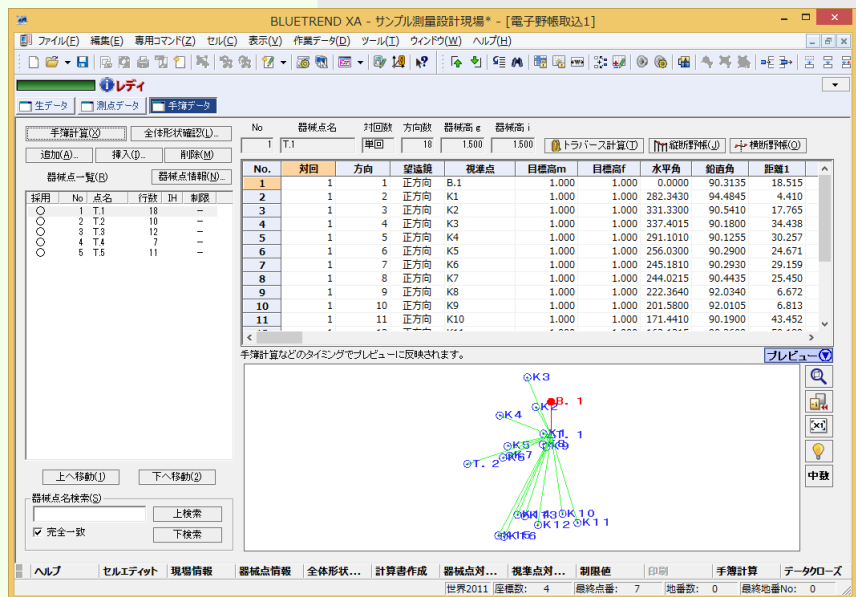 BLUETREND XA - サンプル測量設計現場* - [電子野帳取込1]
ファイル(F) 編集(E) 専用コマンド(Z) セル(C) 表示(V) 作業データ(D) ツール(T) ウィンドウ(W) ヘルプ(H)
レディ
生データ 測点データ 手簿データ
手簿計算(X) 全体形状確認(L)...
追加(A)... 挿入(I)... 削除(M)
器械点一覧(R) 器械点情報(N)...
採用 No 点名 行数 IH 制限
○ 1 T.1 18 −
○ 2 T.2 10 −
○ 3 T.3 12 −
○ 4 T.4 7 −
○ 5 T.5 11 −
上へ移動(1) 下へ移動(2)
器械点名検索(S)
上検索
完全一致 下検索
No 器械点名 対回数 方向数 器械高g 器械高i
1 T.1 単回 18 1.500 1.500 トラバース計算(T) 縦断野帳(J) 横断野帳(O)
No. 対回 方向 望遠鏡 視準点 目標高m 目標高f 水平角 鉛直角 距離1
1 1 1 正方向 B.1 1.000 1.000 0.0000 90.3135 18.515
2 1 2 正方向 K1 1.000 1.000 282.3430 94.4845 4.410
3 1 3 正方向 K2 1.000 1.000 331.3300 90.5410 17.765
4 1 4 正方向 K3 1.000 1.000 337.4015 90.1800 34.438
5 1 5 正方向 K4 1.000 1.000 291.1010 90.1255 30.257
6 1 6 正方向 K5 1.000 1.000 256.0300 90.2900 24.671
7 1 7 正方向 K6 1.000 1.000 245.1810 90.2930 29.159
8 1 8 正方向 K7 1.000 1.000 244.0215 90.4435 25.450
9 1 9 正方向 K8 1.000 1.000 222.3640 92.0340 6.672
10 1 10 正方向 K9 1.000 1.000 201.5800 92.0105 6.813
11 1 11 正方向 K10 1.000 1.000 171.4410 90.1900 43.452
手簿計算などのタイミングでプレビューに反映されます。 プレビュー
K3
B.1
K2
K4
K5
T.2
K10
K12 K11
中数
ヘルプ セルエディット 現場情報 器械点情報 全体形状... 計算書作成 器械点対... 視準点対... 制限値 印刷 手簿計算 データクローズ
世界2011 座標数: 4 最終点番: 7 地番数: 0 最終地番No: 0